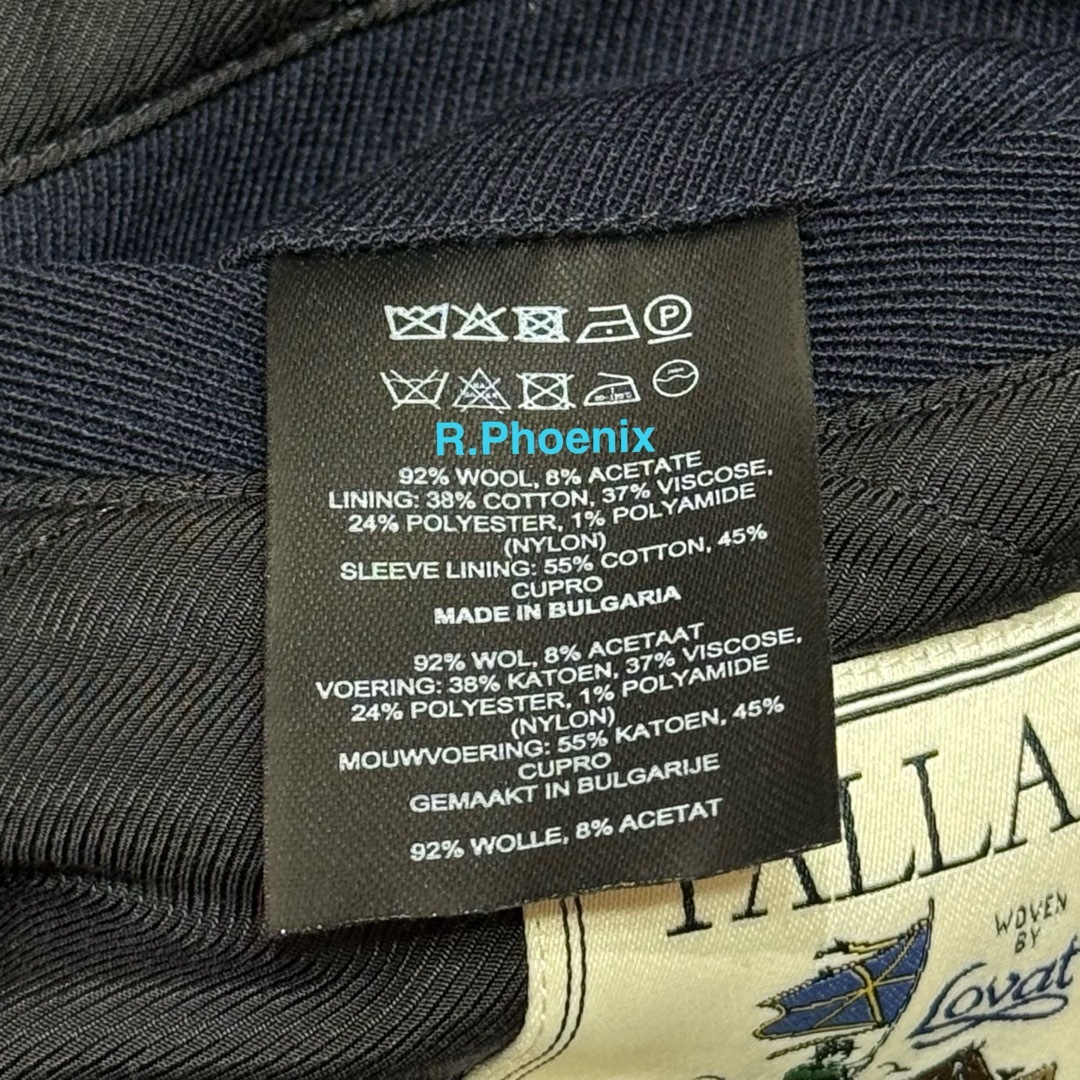 P
R.Phoenix
92% WOOL, 8% ACETATE
LINING: 38% COTTON, 37% VISCOSE,
24% POLYESTER, 1% POLYAMIDE
(NYLON)
SLEEVE LINING: 55% COTTON, 45%
CUPRO
MADE IN BULGARIA
92% WOL, 8% ACETAAT
VOERING: 38% KATOEN, 37% VISCOSE,
24% POLYESTER, 1% POLYAMIDE
(NYLON)
MOUWVOERING: 55% KATOEN, 45%
CUPRO
GEMAAKT IN BULGARIJE
92% WOLLE, 8% ACETAT
WOVEN
BY
Lovat